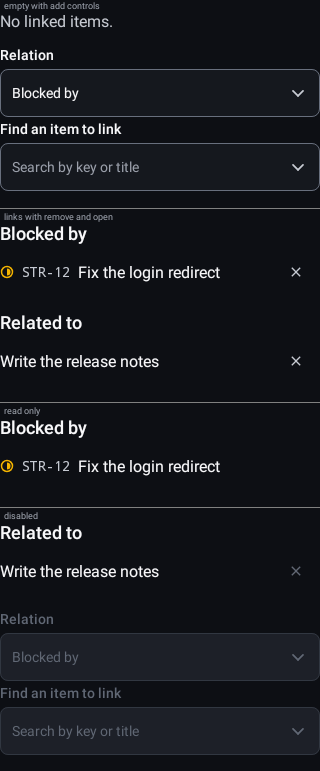 empty with add controls
No linked items.
Relation
Blocked by
Find an item to link
Search by key or title
links with remove and open
Blocked by
STR-12 Fix the login redirect ×
Related to
Write the release notes ×
read only
Blocked by
STR-12 Fix the login redirect
disabled
Related to
Write the release notes ×
Relation
Blocked by
Find an item to link
Search by key or title